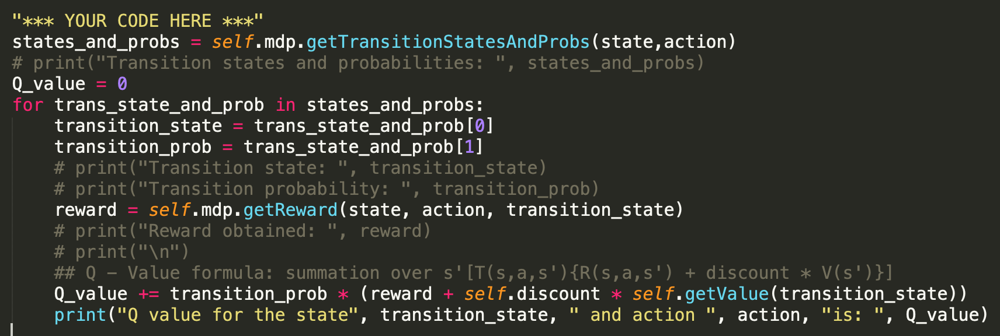 "*** YOUR CODE HERE ***"
states_and_probs = self.mdp.getTransitionStatesAndProbs(state,action)
# print("Transition states and probabilities: ", states_and_probs)
Q_value = 0
for trans_state_and_prob in states_and_probs:
    transition_state = trans_state_and_prob[0]
    transition_prob = trans_state_and_prob[1]
    # print("Transition state: ", transition_state)
    # print("Transition probability: ", transition_prob)
    reward = self.mdp.getReward(state, action, transition_state)
    # print("Reward obtained: ", reward)
    # print("\n")
    ## Q – Value formula: summation over s'[T(s,a,s'){R(s,a,s') + discount * V(s')}]
    Q_value += transition_prob * (reward + self.discount * self.getValue(transition_state))
    print("Q value for the state", transition_state, " and action ", action, "is: ", Q_value)